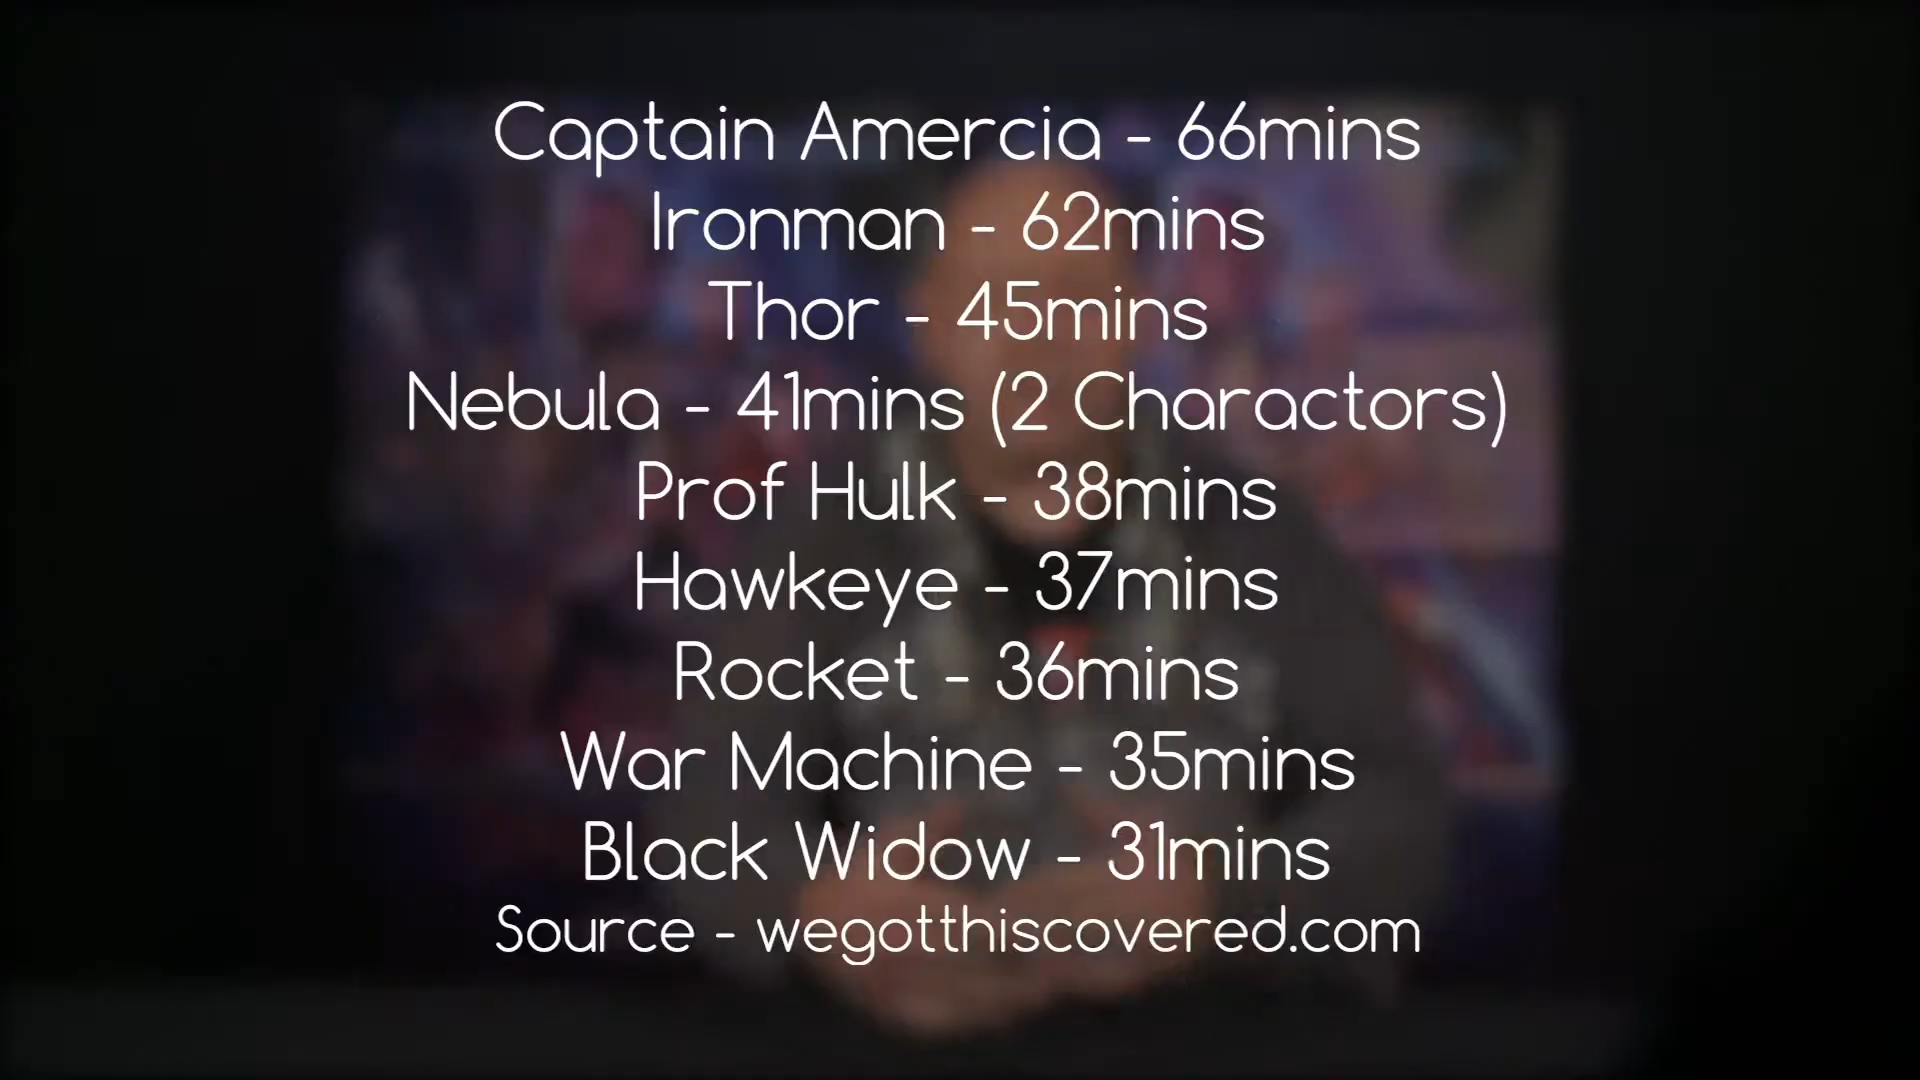 Captain Amercia - 66mins
Ironman - 62mins
Thor - 45mins
Nebula - 41mins (2 Charactors)
Prof Hulk - 38mins
Hawkeye - 37mins
Rocket - 36mins
War Machine - 35mins
Black Widow - 31mins
Source - wegotthiscovered.com